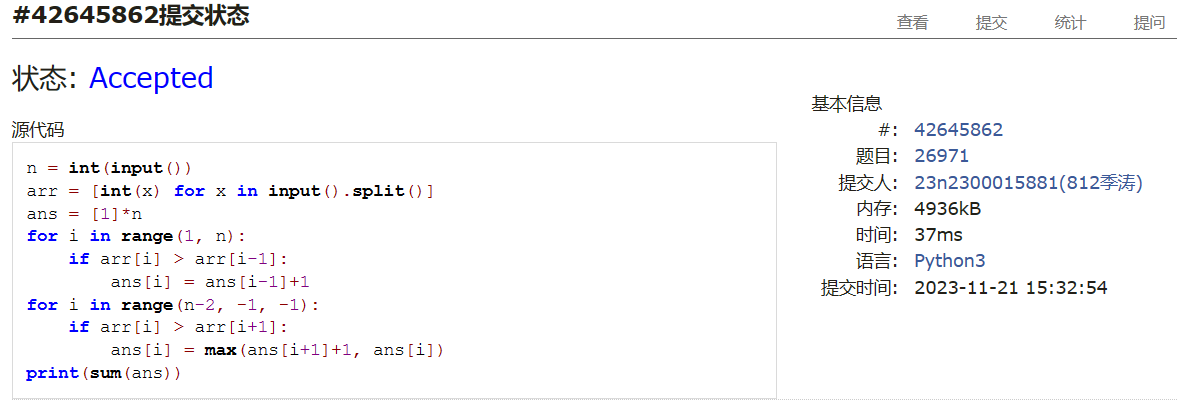 #42645862提交状态
查看 提交 统计 提问
状态: Accepted
源代码
n = int(input())
arr = [int(x) for x in input().split()]
ans = [1]*n
for i in range(1, n):
    if arr[i] > arr[i-1]:
        ans[i] = ans[i-1]+1
for i in range(n-2, -1, -1):
    if arr[i] > arr[i+1]:
        ans[i] = max(ans[i+1]+1, ans[i])
print(sum(ans))
基本信息
#: 42645862
题目: 26971
提交人: 23n2300015881(812季涛)
内存: 4936kB
时间: 37ms
语言: Python3
提交时间: 2023-11-21 15:32:54